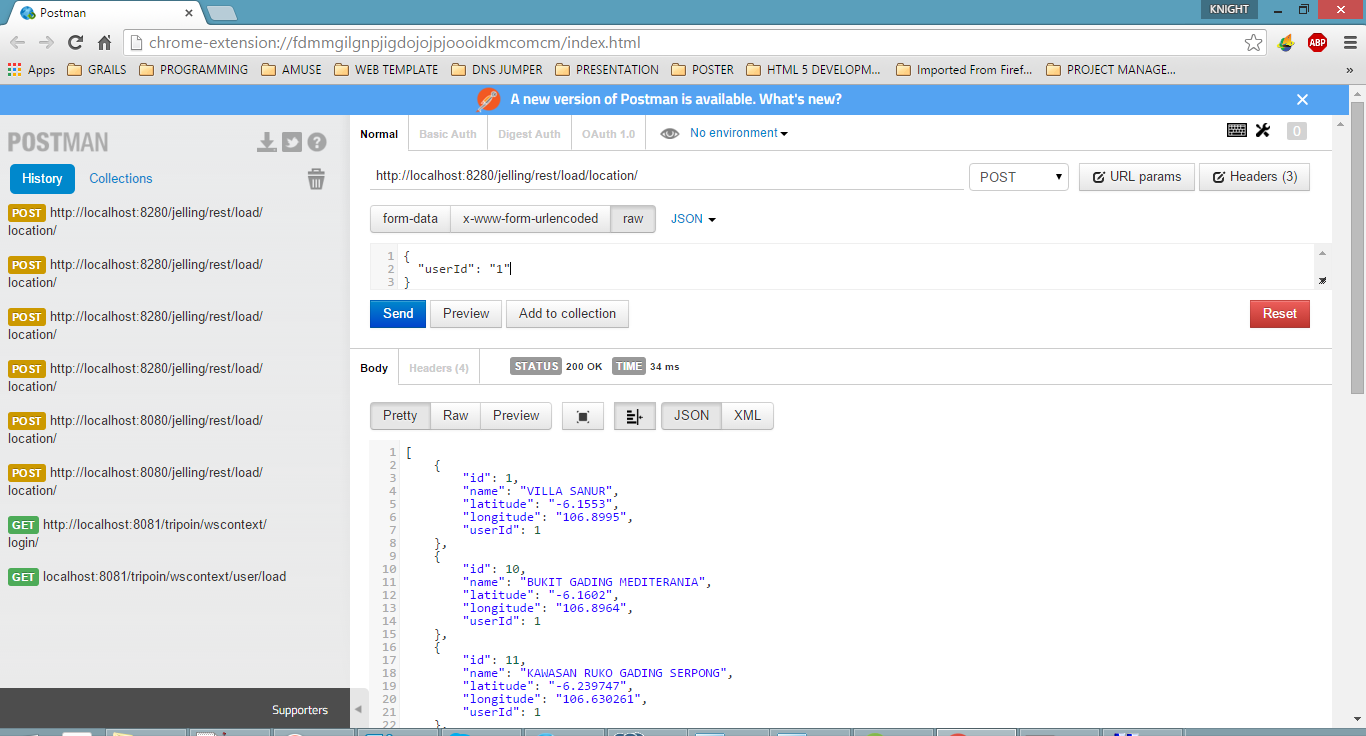 Postman
KNIGHT
chrome-extension://fdmmgilgnpjigdojojpjoooidkmcomcm/index.html
ABP
Apps GRAILS PROGRAMMING AMUSE WEB TEMPLATE DNS JUMPER PRESENTATION POSTER HTML 5 DEVELOPM... Imported From Firef... PROJECT MANAGE... »
A new version of Postman is available. What's new?
POSTMAN
History Collections
POST http://localhost:8280/jelling/rest/load/
location/
POST http://localhost:8280/jelling/rest/load/
location/
POST http://localhost:8280/jelling/rest/load/
location/
POST http://localhost:8280/jelling/rest/load/
location/
POST http://localhost:8080/jelling/rest/load/
location/
POST http://localhost:8080/jelling/rest/load/
location/
GET http://localhost:8081/tripoin/wscontext/
login/
GET localhost:8081/tripoin/wscontext/user/load
Supporters
Normal Basic Auth Digest Auth OAuth 1.0 No environment 0
http://localhost:8280/jelling/rest/load/location/ POST URL params Headers (3)
form-data x-www-form-urlencoded raw JSON
1 {
2 "userId": "1"
3 }
Send Preview Add to collection Reset
Body Headers (4) STATUS 200 OK TIME 34 ms
Pretty Raw Preview JSON XML
1 [
2 {
3 "id": 1,
4 "name": "VILLA SANUR",
5 "latitude": "-6.1553",
6 "longitude": "106.8995",
7 "userId": 1
8 },
9 {
10 "id": 10,
11 "name": "BUKIT GADING MEDITERANIA",
12 "latitude": "-6.1602",
13 "longitude": "106.8964",
14 "userId": 1
15 },
16 {
17 "id": 11,
18 "name": "KAWASAN RUKO GADING SERPONG",
19 "latitude": "-6.239747",
20 "longitude": "106.630261",
21 "userId": 1
22 },